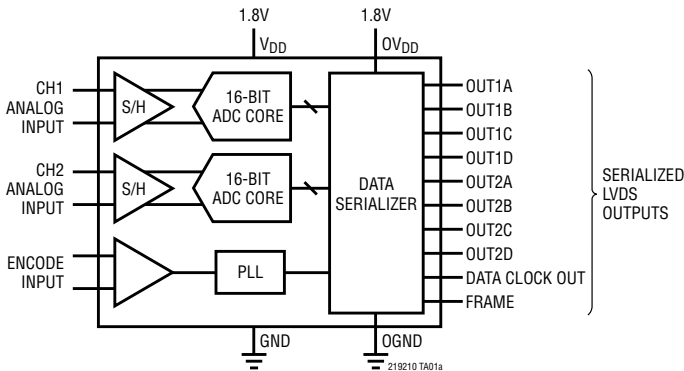 1.8V
1.8V
VDD
OVDD
CH1
ANALOG
INPUT
S/H
16-BIT
ADC CORE
CH2
ANALOG
INPUT
S/H
16-BIT
ADC CORE
ENCODE
INPUT
PLL
DATA
SERIALIZER
OUT1A
OUT1B
OUT1C
OUT1D
OUT2A
OUT2B
OUT2C
OUT2D
DATA CLOCK OUT
FRAME
SERIALIZED
LVDS
OUTPUTS
GND
OGND
219210 TA01a